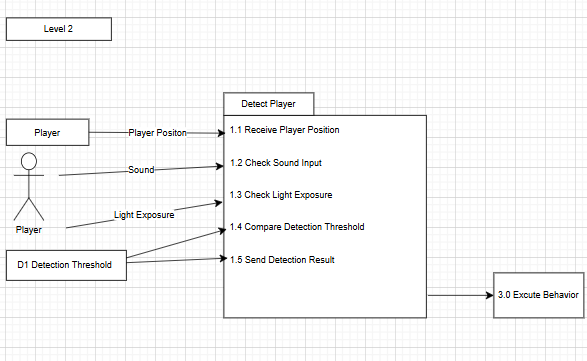 Level 2
Detect Player
Player
Player Positon
1.1 Receive Player Position
1.2 Check Sound Input
Sound
1.3 Check Light Exposure
Light Exposure
Player
1.4 Compare Detection Threshold
D1 Detection Threshold
1.5 Send Detection Result
3.0 Excute Behavior